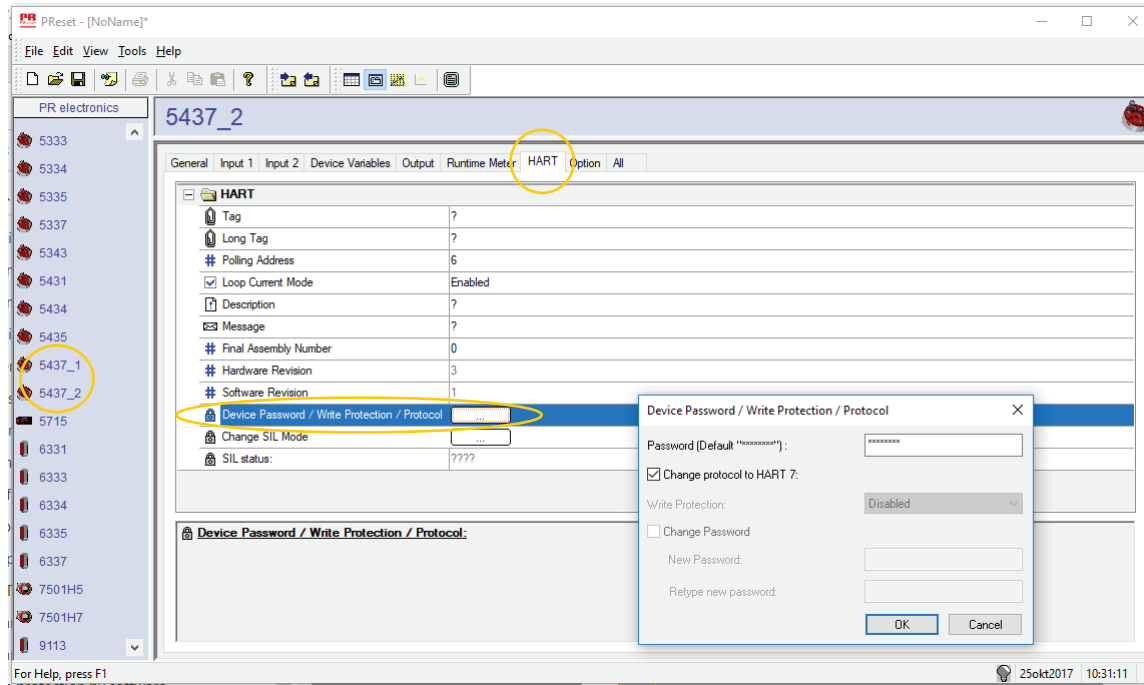 PR PReset - [NoName]*
File Edit View Tools Help
PR electronics
5333
5334
5335
5337
5343
5431
5434
5435
5437_1
5437_2
5715
6331
6333
6334
6335
6337
7501H5
7501H7
9113
5437_2
General Input 1 Input 2 Device Variables Output Runtime Meter HART Option All
HART
Tag ?
Long Tag ?
# Polling Address 6
Loop Current Mode Enabled
Description ?
Message ?
# Final Assembly Number 0
# Hardware Revision 3
# Software Revision 1
Device Password / Write Protection / Protocol ...
Change SIL Mode ...
SIL status: ????
Device Password / Write Protection / Protocol:
Device Password / Write Protection / Protocol
Password (Default "********") : ********
Change protocol to HART 7:
Write Protection: Disabled
Change Password
New Password:
Retype new password:
OK Cancel
For Help, press F1 25okt2017 10:31:11